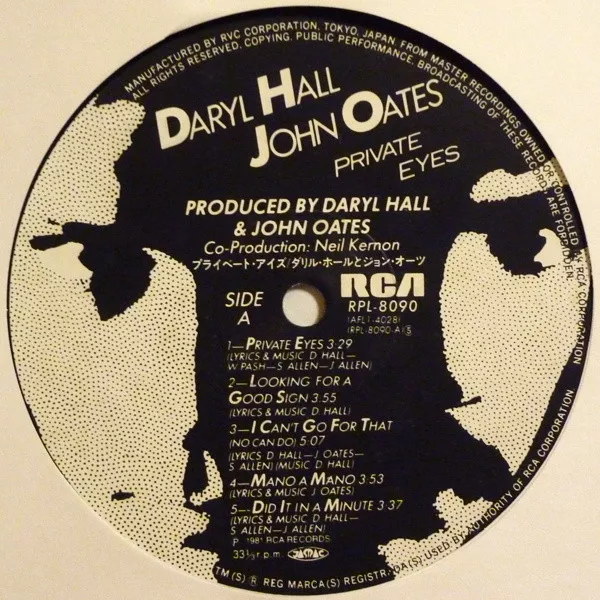 MANUFACTURED BY RVC CORPORATION, TOKYO, JAPAN FROM MASTER RECORDINGS OWNED OR CONTROLLED BY RCA CORPORATION
ALL RIGHTS RESERVED. COPYING, PUBLIC PERFORMANCE, BROADCASTING OF THESE RECORDS ARE FORBIDDEN.
DARYL HALL
JOHN OATES
PRIVATE
EYES
PRODUCED BY DARYL HALL
& JOHN OATES
Co-Production: Neil Kernon
プライベート・アイズ/ダリル・ホールとジョン・オーツ
SIDE
A
RCA
RPL-8090
(AFL1-4028)
(RPL-8090-A)Ⓢ
1—PRIVATE EYES 3:29
(LYRICS & MUSIC D. HALL—
W. PASH—S. ALLEN—J. ALLEN)
2—LOOKING FOR A
GOOD SIGN 3:55
(LYRICS & MUSIC D. HALL)
3—I CAN'T GO FOR THAT
(NO CAN DO) 5:07
(LYRICS D. HALL—J. OATES—
S. ALLEN) (MUSIC D. HALL)
4—MANO A MANO 3:53
(LYRICS & MUSIC J. OATES)
5—DID IT IN A MINUTE 3:37
(LYRICS & MUSIC D. HALL—
S. ALLEN—J. ALLEN)
P 1981 RCA RECORDS.
33⅓ r.p.m.
JASRAC
TM(S) ® REG. MARCA(S) REGISTRADA(S) USED BY AUTHORITY OF RCA CORPORATION